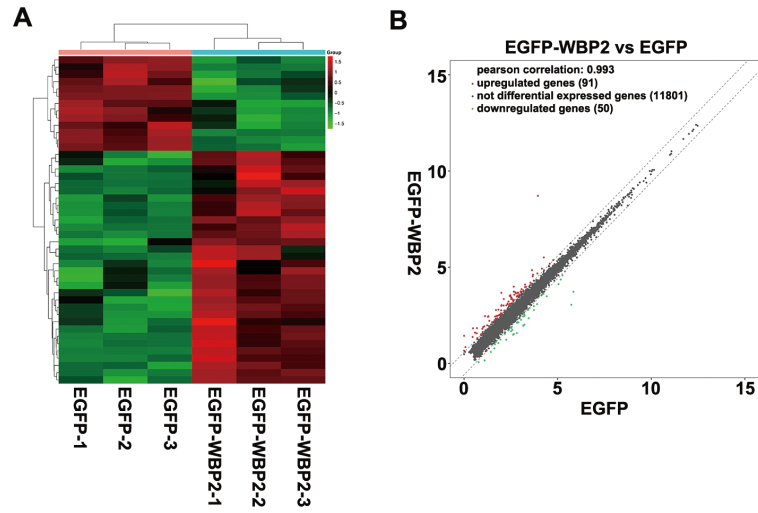 A
Group
1.5
1
0.5
0
-0.5
-1
-1.5
EGFP-1
EGFP-2
EGFP-3
EGFP-WBP2-1
EGFP-WBP2-2
EGFP-WBP2-3
B
EGFP-WBP2 vs EGFP
pearson correlation: 0.993
upregulated genes (91)
not differential expressed genes (11801)
downregulated genes (50)
EGFP-WBP2
15
10
5
0
0 5 10 15
EGFP